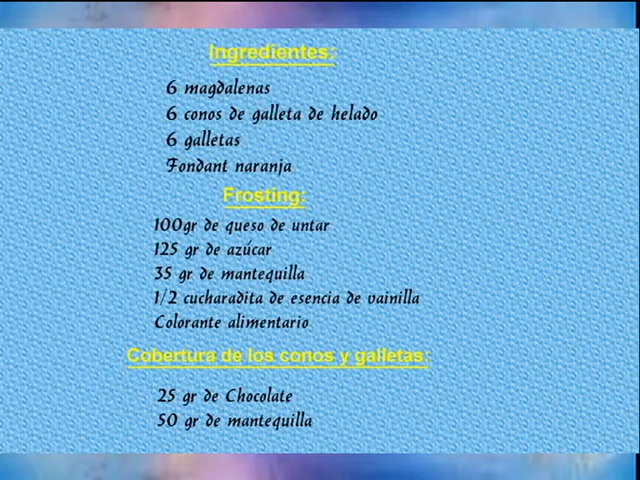 Ingredientes:
6 magdalenas
6 conos de galleta de helado
6 galletas
Fondant naranja
Frosting:
100gr de queso de untar
125 gr de azúcar
35 gr de mantequilla
1/2 cucharadita de esencia de vainilla
Colorante alimentario
Cobertura de los conos y galletas:
25 gr de Chocolate
50 gr de mantequilla